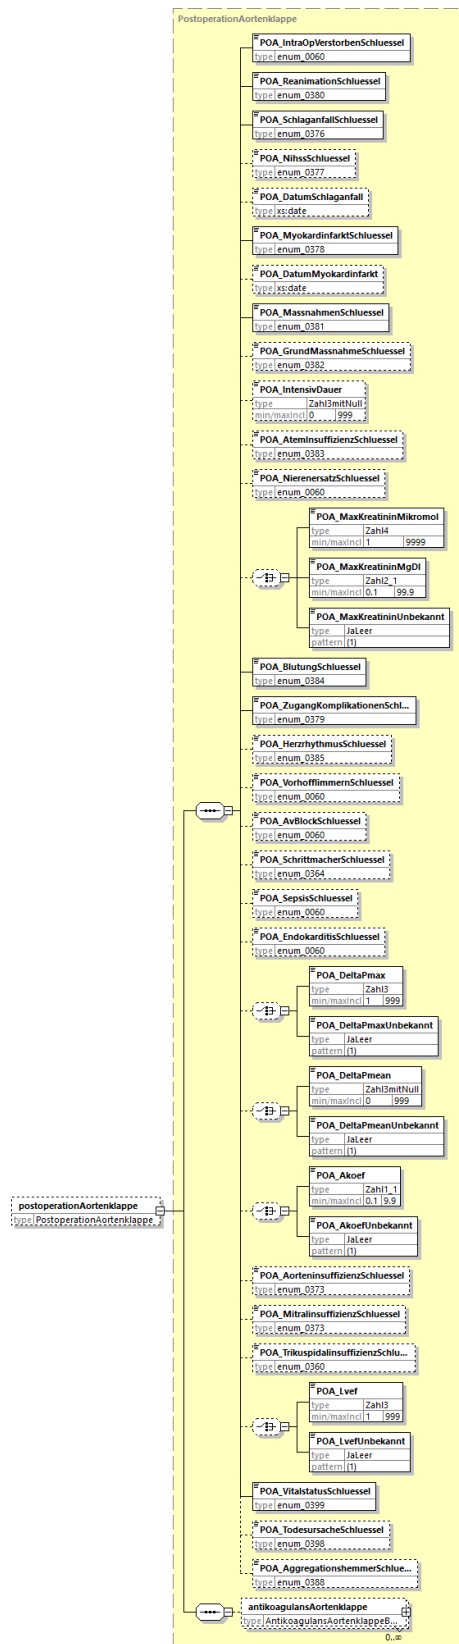 PostoperationAortenklappe
POA_IntraOpVerstorbenSchluessel
type enum_0060
POA_ReanimationSchluessel
type enum_0380
POA_SchlaganfallSchluessel
type enum_0376
POA_NihssSchluessel
type enum_0377
POA_DatumSchlaganfall
type xs:date
POA_MyokardinfarktSchluessel
type enum_0378
POA_DatumMyokardinfarkt
type xs:date
POA_MassnahmenSchluessel
type enum_0381
POA_GrundMassnahmeSchluessel
type enum_0382
POA_IntensivDauer
type Zahl3mitNull
min/maxIncl 0 999
POA_AtemInsuffizienzSchluessel
type enum_0383
POA_NierenersatzSchluessel
type enum_0060
POA_MaxKreatininMikromol
type Zahl4
min/maxIncl 1 9999
POA_MaxKreatininMgDl
type Zahl2_1
min/maxIncl 0.1 99.9
POA_MaxKreatininUnbekannt
type JaLeer
pattern (1)
POA_BlutungSchluessel
type enum_0384
POA_ZugangKomplikationenSchl...
type enum_0379
POA_HerzrhythmusSchluessel
type enum_0385
POA_VorhofflimmernSchluessel
type enum_0060
POA_AvBlockSchluessel
type enum_0060
POA_SchrittmacherSchluessel
type enum_0364
POA_SepsisSchluessel
type enum_0060
POA_EndokarditisSchluessel
type enum_0060
POA_DeltaPmax
type Zahl3
min/maxIncl 1 999
POA_DeltaPmaxUnbekannt
type JaLeer
pattern (1)
POA_DeltaPmean
type Zahl3mitNull
min/maxIncl 0 999
POA_DeltaPmeanUnbekannt
type JaLeer
pattern (1)
POA_Akoef
type Zahl1_1
min/maxIncl 0.1 9.9
POA_AkoefUnbekannt
type JaLeer
pattern (1)
postoperationAortenklappe
type PostoperationAortenklappe
POA_AorteninsuffizienzSchluessel
type enum_0373
POA_MitralinsuffizienzSchluessel
type enum_0373
POA_TrikuspidalinsuffizienzSchlu...
type enum_0360
POA_Lvef
type Zahl3
min/maxIncl 1 999
POA_LvefUnbekannt
type JaLeer
pattern (1)
POA_VitalstatusSchluessel
type enum_0399
POA_TodesursacheSchluessel
type enum_0398
POA_AggregationshemmerSchlue...
type enum_0388
antikoagulansAortenklappe
type AntikoagulansAortenklappeB...
0..∞